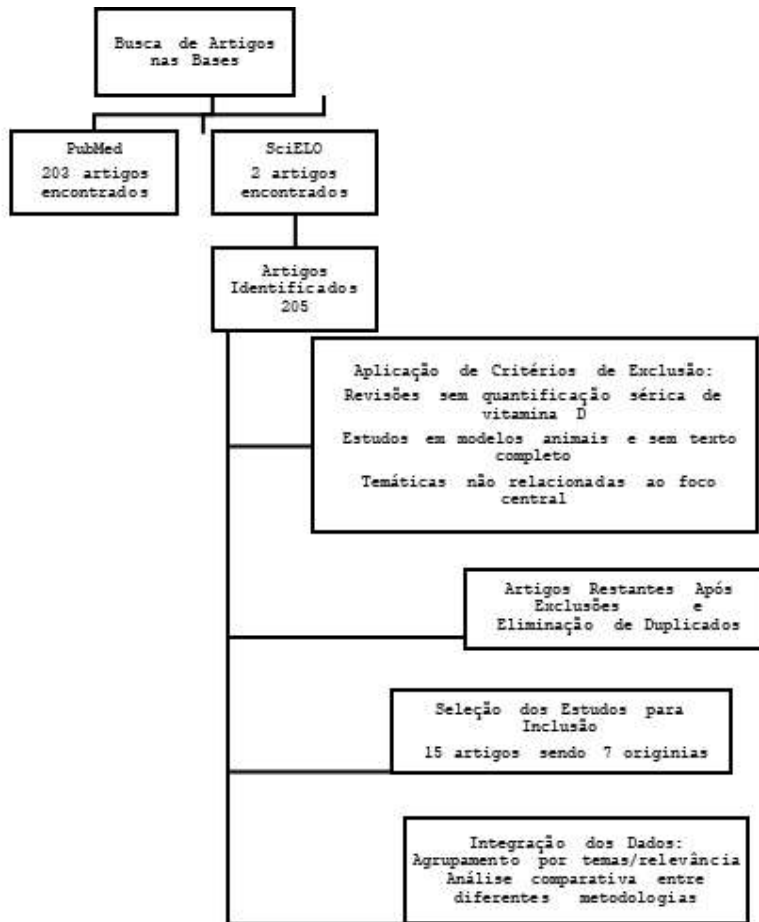 Busca de Artigos
nas Bases
PubMed
203 artigos
encontrados
SciELO
2 artigos
encontrados
Artigos
Identificados
205
Aplicação de Critérios de Exclusão:
Revisões sem quantificação sérica de
vitamina D
Estudos em modelos animais e sem texto
completo
Temáticas não relacionadas ao foco
central
Artigos Restantes Após
Exclusões e
Eliminação de Duplicados
Seleção dos Estudos para
Inclusão
15 artigos sendo 7 originias
Integração dos Dados:
Agrupamento por temas/relevância
Análise comparativa entre
diferentes metodologias